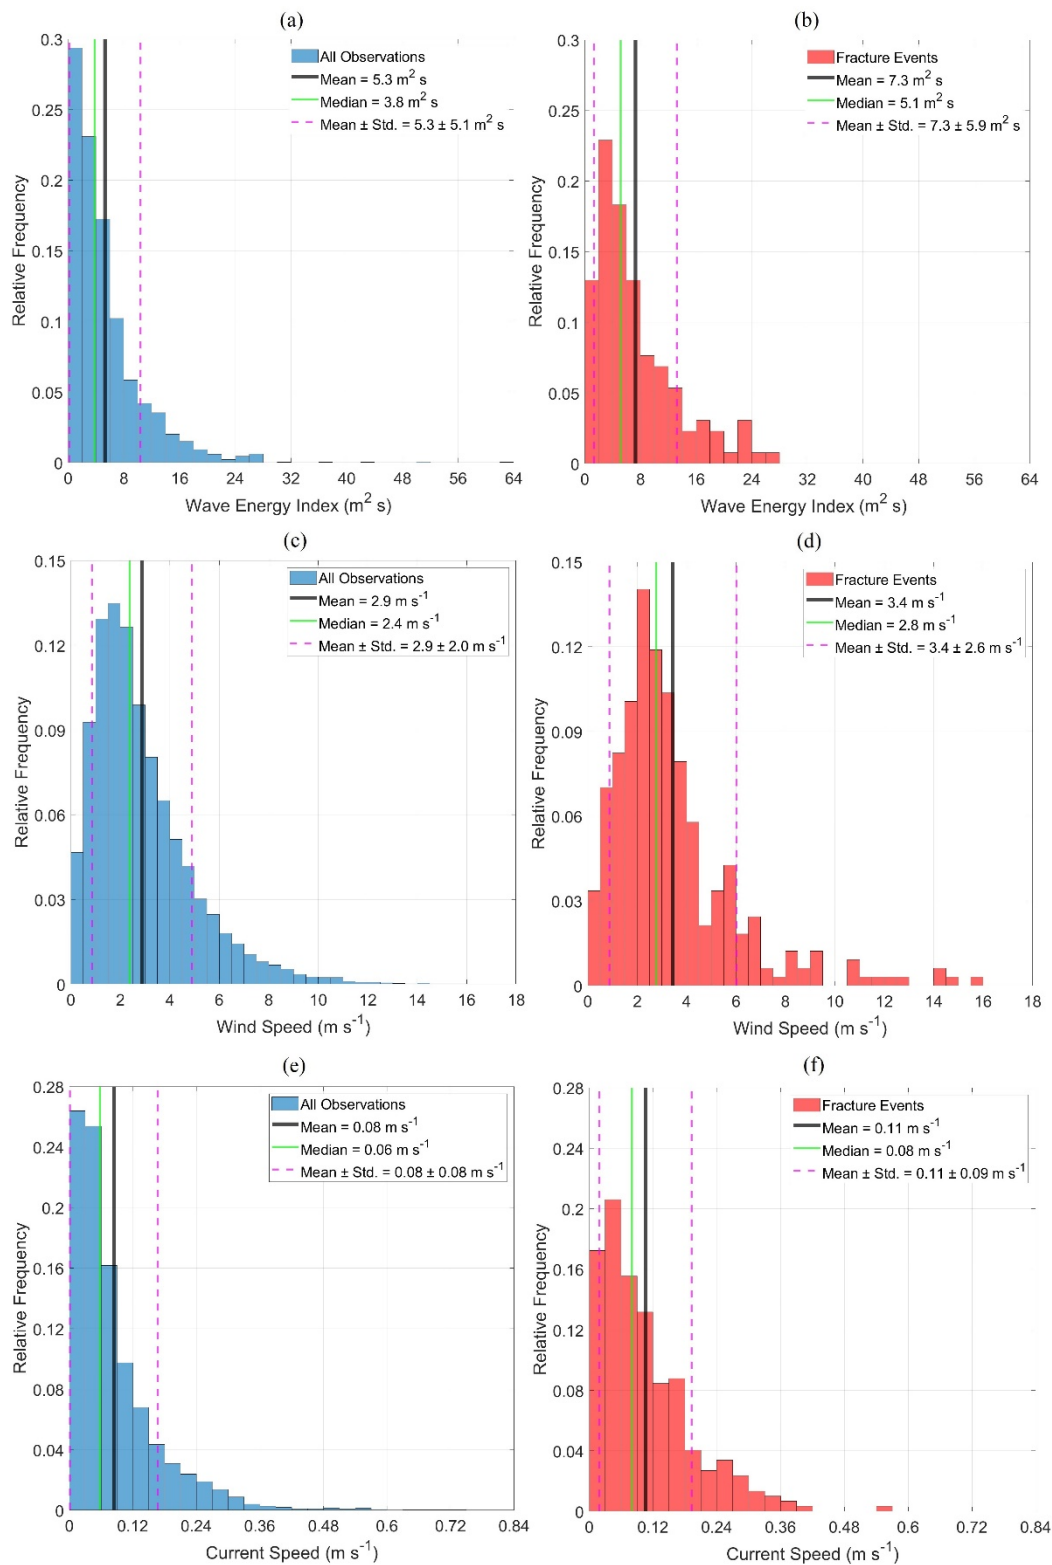 (a)
0.3
0.25
0.2
0.15
0.1
0.05
0
Relative Frequency
All Observations
Mean = 5.3 m² s
Median = 3.8 m² s
Mean ± Std. = 5.3 ± 5.1 m² s
0 8 16 24 32 40 48 56 64
Wave Energy Index (m² s)
(b)
0.3
0.25
0.2
0.15
0.1
0.05
0
Relative Frequency
Fracture Events
Mean = 7.3 m² s
Median = 5.1 m² s
Mean ± Std. = 7.3 ± 5.9 m² s
0 8 16 24 32 40 48 56 64
Wave Energy Index (m² s)
(c)
0.15
0.12
0.09
0.06
0.03
0
Relative Frequency
All Observations
Mean = 2.9 m s⁻¹
Median = 2.4 m s⁻¹
Mean ± Std. = 2.9 ± 2.0 m s⁻¹
0 2 4 6 8 10 12 14 16 18
Wind Speed (m s⁻¹)
(d)
0.15
0.12
0.09
0.06
0.03
0
Relative Frequency
Fracture Events
Mean = 3.4 m s⁻¹
Median = 2.8 m s⁻¹
Mean ± Std. = 3.4 ± 2.6 m s⁻¹
0 2 4 6 8 10 12 14 16 18
Wind Speed (m s⁻¹)
(e)
0.28
0.24
0.2
0.16
0.12
0.08
0.04
0
Relative Frequency
All Observations
Mean = 0.08 m s⁻¹
Median = 0.06 m s⁻¹
Mean ± Std. = 0.08 ± 0.08 m s⁻¹
0 0.12 0.24 0.36 0.48 0.6 0.72 0.84
Current Speed (m s⁻¹)
(f)
0.28
0.24
0.2
0.16
0.12
0.08
0.04
0
Relative Frequency
Fracture Events
Mean = 0.11 m s⁻¹
Median = 0.08 m s⁻¹
Mean ± Std. = 0.11 ± 0.09 m s⁻¹
0 0.12 0.24 0.36 0.48 0.6 0.72 0.84
Current Speed (m s⁻¹)